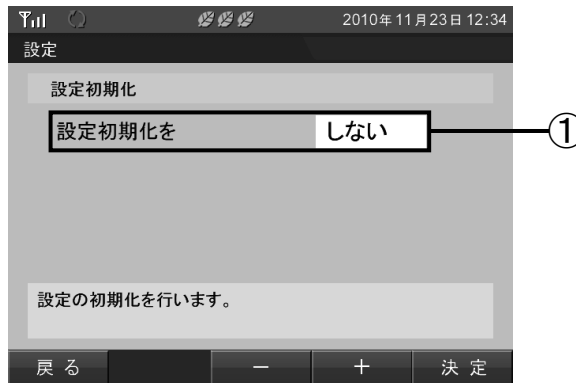 2010年11月23日 12:34
設定
設定初期化
設定初期化を しない
①
設定の初期化を行います。
戻る － ＋ 決定